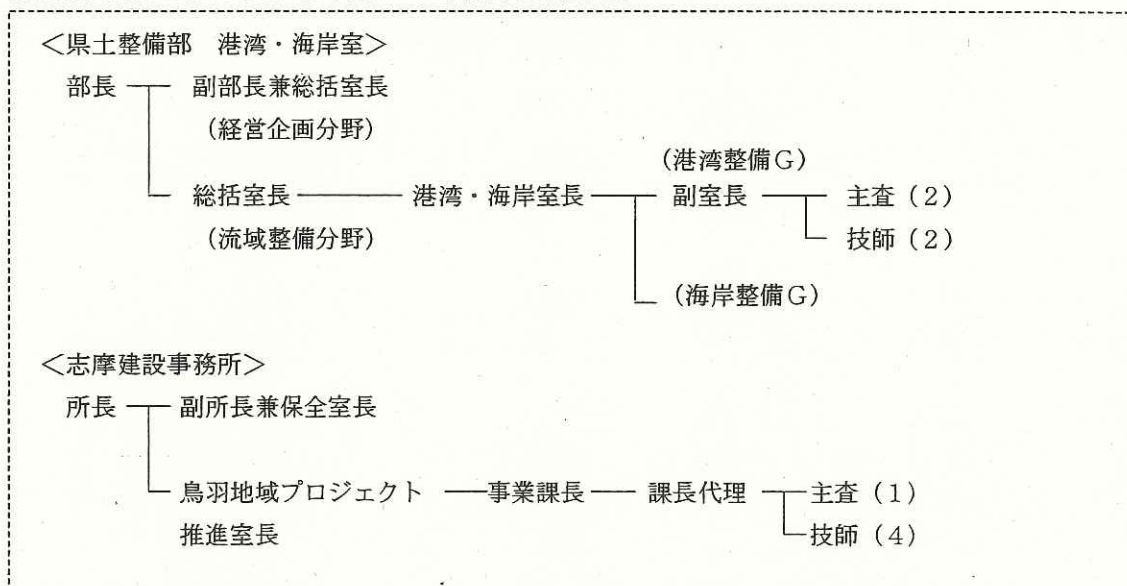 ＜県土整備部　港湾・海岸室＞
部長　副部長兼総括室長
（経営企画分野）
（港湾整備Ｇ）
総括室長　港湾・海岸室長　副室長　主査（２）
（流域整備分野）　技師（２）
（海岸整備Ｇ）
＜志摩建設事務所＞
所長　副所長兼保全室長
鳥羽地域プロジェクト　事業課長　課長代理　主査（１）
推進室長　技師（４）